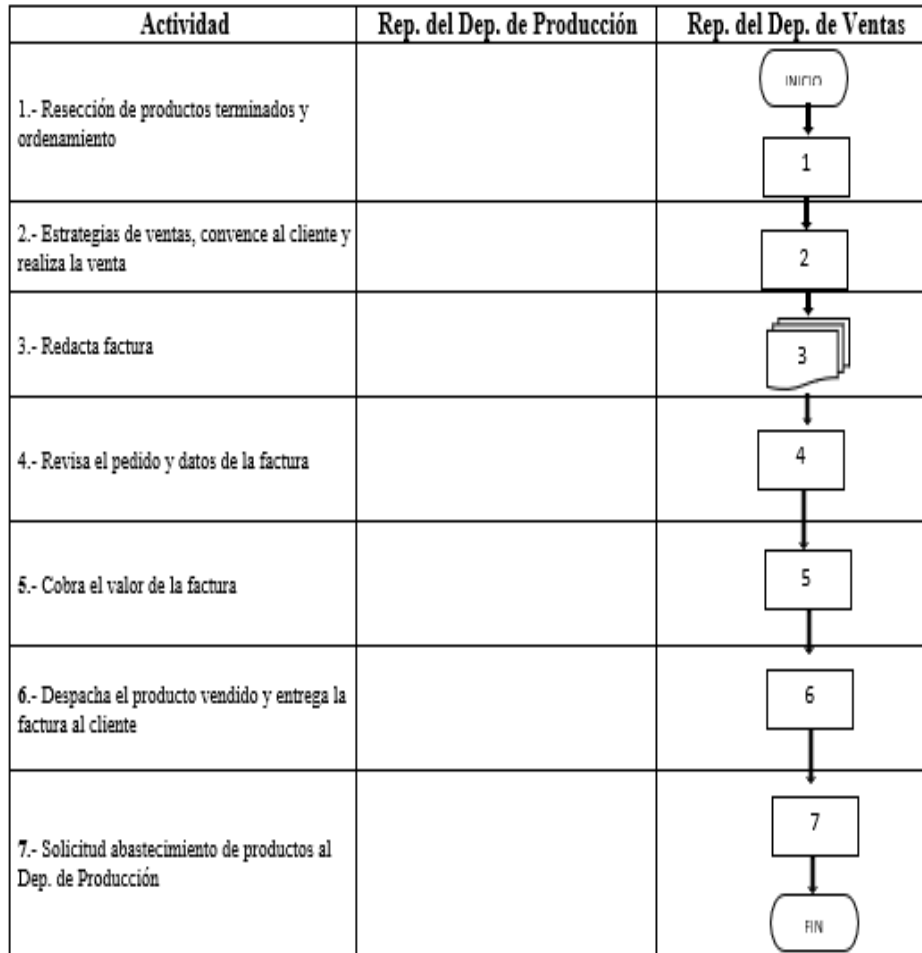 Actividad
Rep. del Dep. de Producción
Rep. del Dep. de Ventas
1.- Resección de productos terminados y
ordenamiento
INICIO
1
2.- Estrategias de ventas, convence al cliente y
realiza la venta
2
3.- Redacta factura
3
4.- Revisa el pedido y datos de la factura
4
5.- Cobra el valor de la factura
5
6.- Despacha el producto vendido y entrega la
factura al cliente
6
7.- Solicitud abastecimiento de productos al
Dep. de Producción
7
FIN